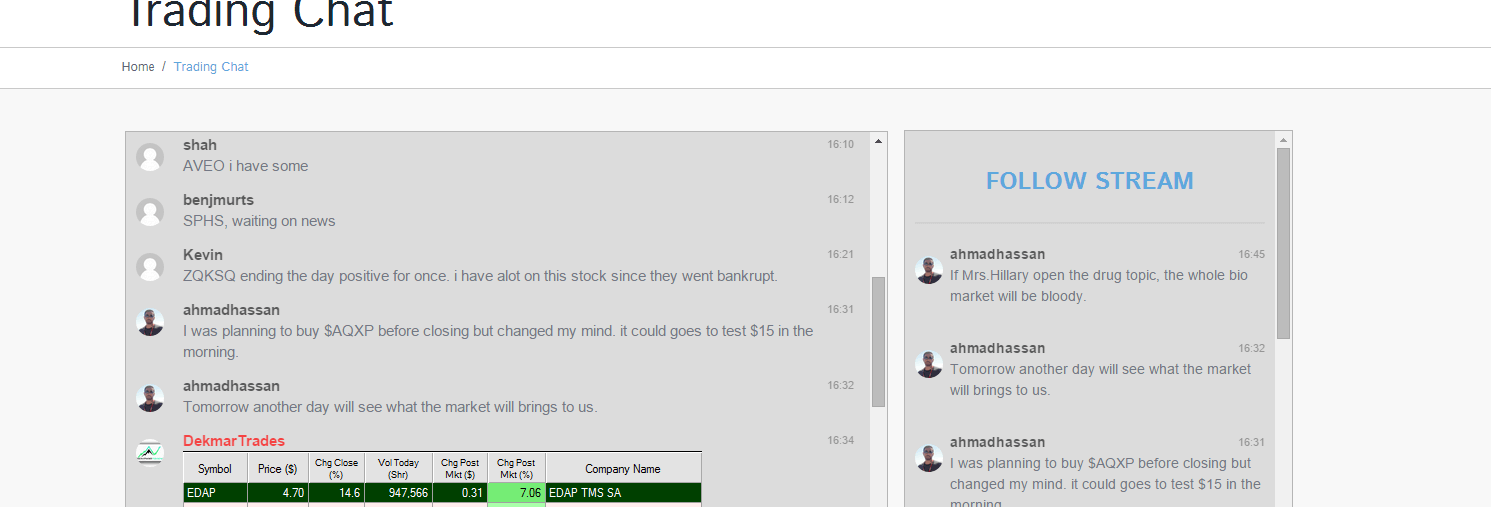 Trading Chat
Home / Trading Chat
shah 16:10
AVEO i have some
benjmurts 16:12
SPHS, waiting on news
Kevin 16:21
ZQKSQ ending the day positive for once. i have alot on this stock since they went bankrupt.
ahmadhassan 16:31
I was planning to buy $AQXP before closing but changed my mind. it could goes to test $15 in the
morning.
ahmadhassan 16:32
Tomorrow another day will see what the market will brings to us.
DekmarTrades 16:34
Symbol Price ($) Chg Close (%) Vol Today (Shr) Chg Post Mkt ($) Chg Post Mkt (%) Company Name
EDAP 4.70 14.6 947,566 0.31 7.06 EDAP TMS SA
FOLLOW STREAM
ahmadhassan 16:45
If Mrs.Hillary open the drug topic, the whole bio
market will be bloody.
ahmadhassan 16:32
Tomorrow another day will see what the market
will brings to us.
ahmadhassan 16:31
I was planning to buy $AQXP before closing but
changed my mind. it could goes to test $15 in the
morning.